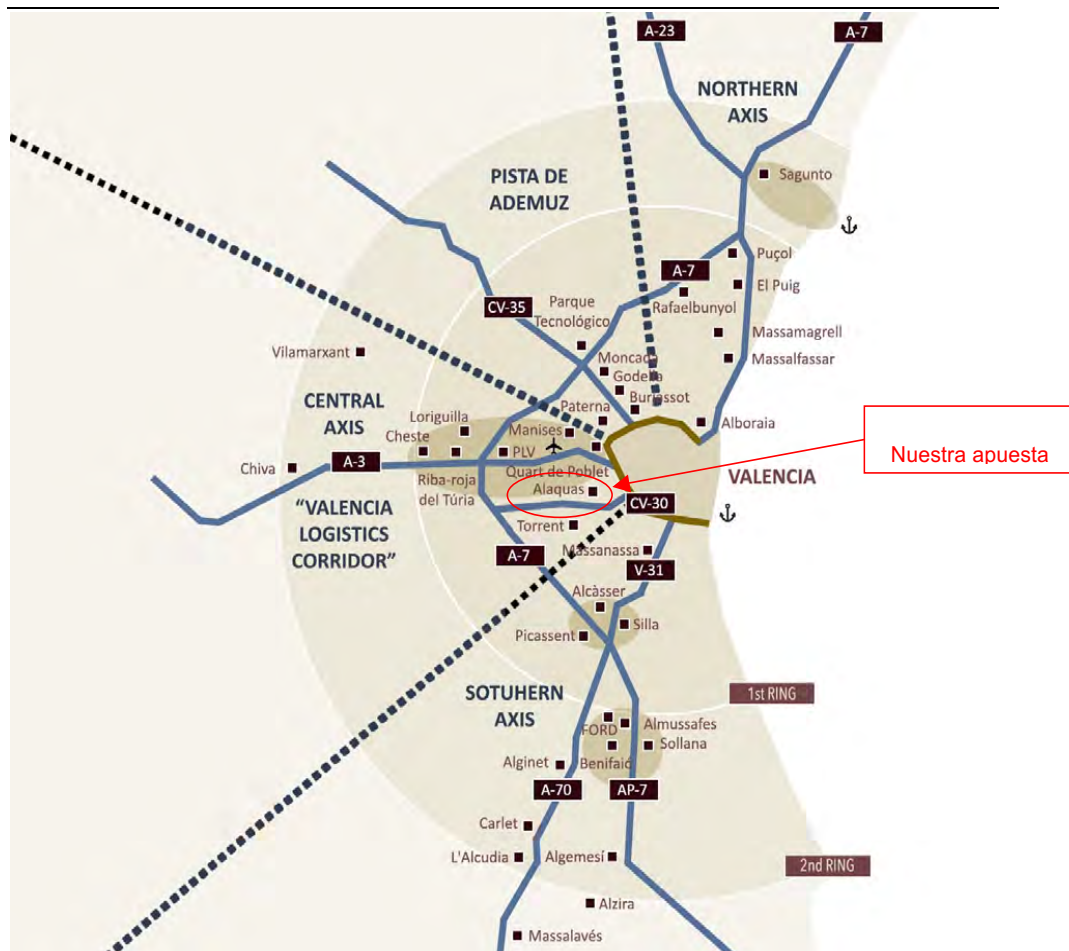 A-23
A-7
NORTHERN
AXIS
Sagunto
PISTA DE
ADEMUZ
Puçol
A-7
El Puig
Rafaelbunyol
CV-35
Parque
Tecnológico
Massamagrell
Vilamarxant
Moncada
Massalfassar
Godella
CENTRAL
AXIS
Burjassot
Loriguilla
Paterna
Alboraia
Cheste
Manises
Nuestra apuesta
Chiva
A-3
PLV
Quart de Poblet
VALENCIA
Riba-roja
del Túria
Alaquas
"VALENCIA
LOGISTICS
CORRIDOR"
CV-30
Torrent
A-7
Massanassa
V-31
Alcàsser
Silla
Picassent
SOTUHERN
AXIS
1st RING
FORD
Almussafes
Sollana
Alginet
Benifaió
A-70
AP-7
Carlet
L'Alcudia
Algemesí
2nd RING
Alzira
Massalavés